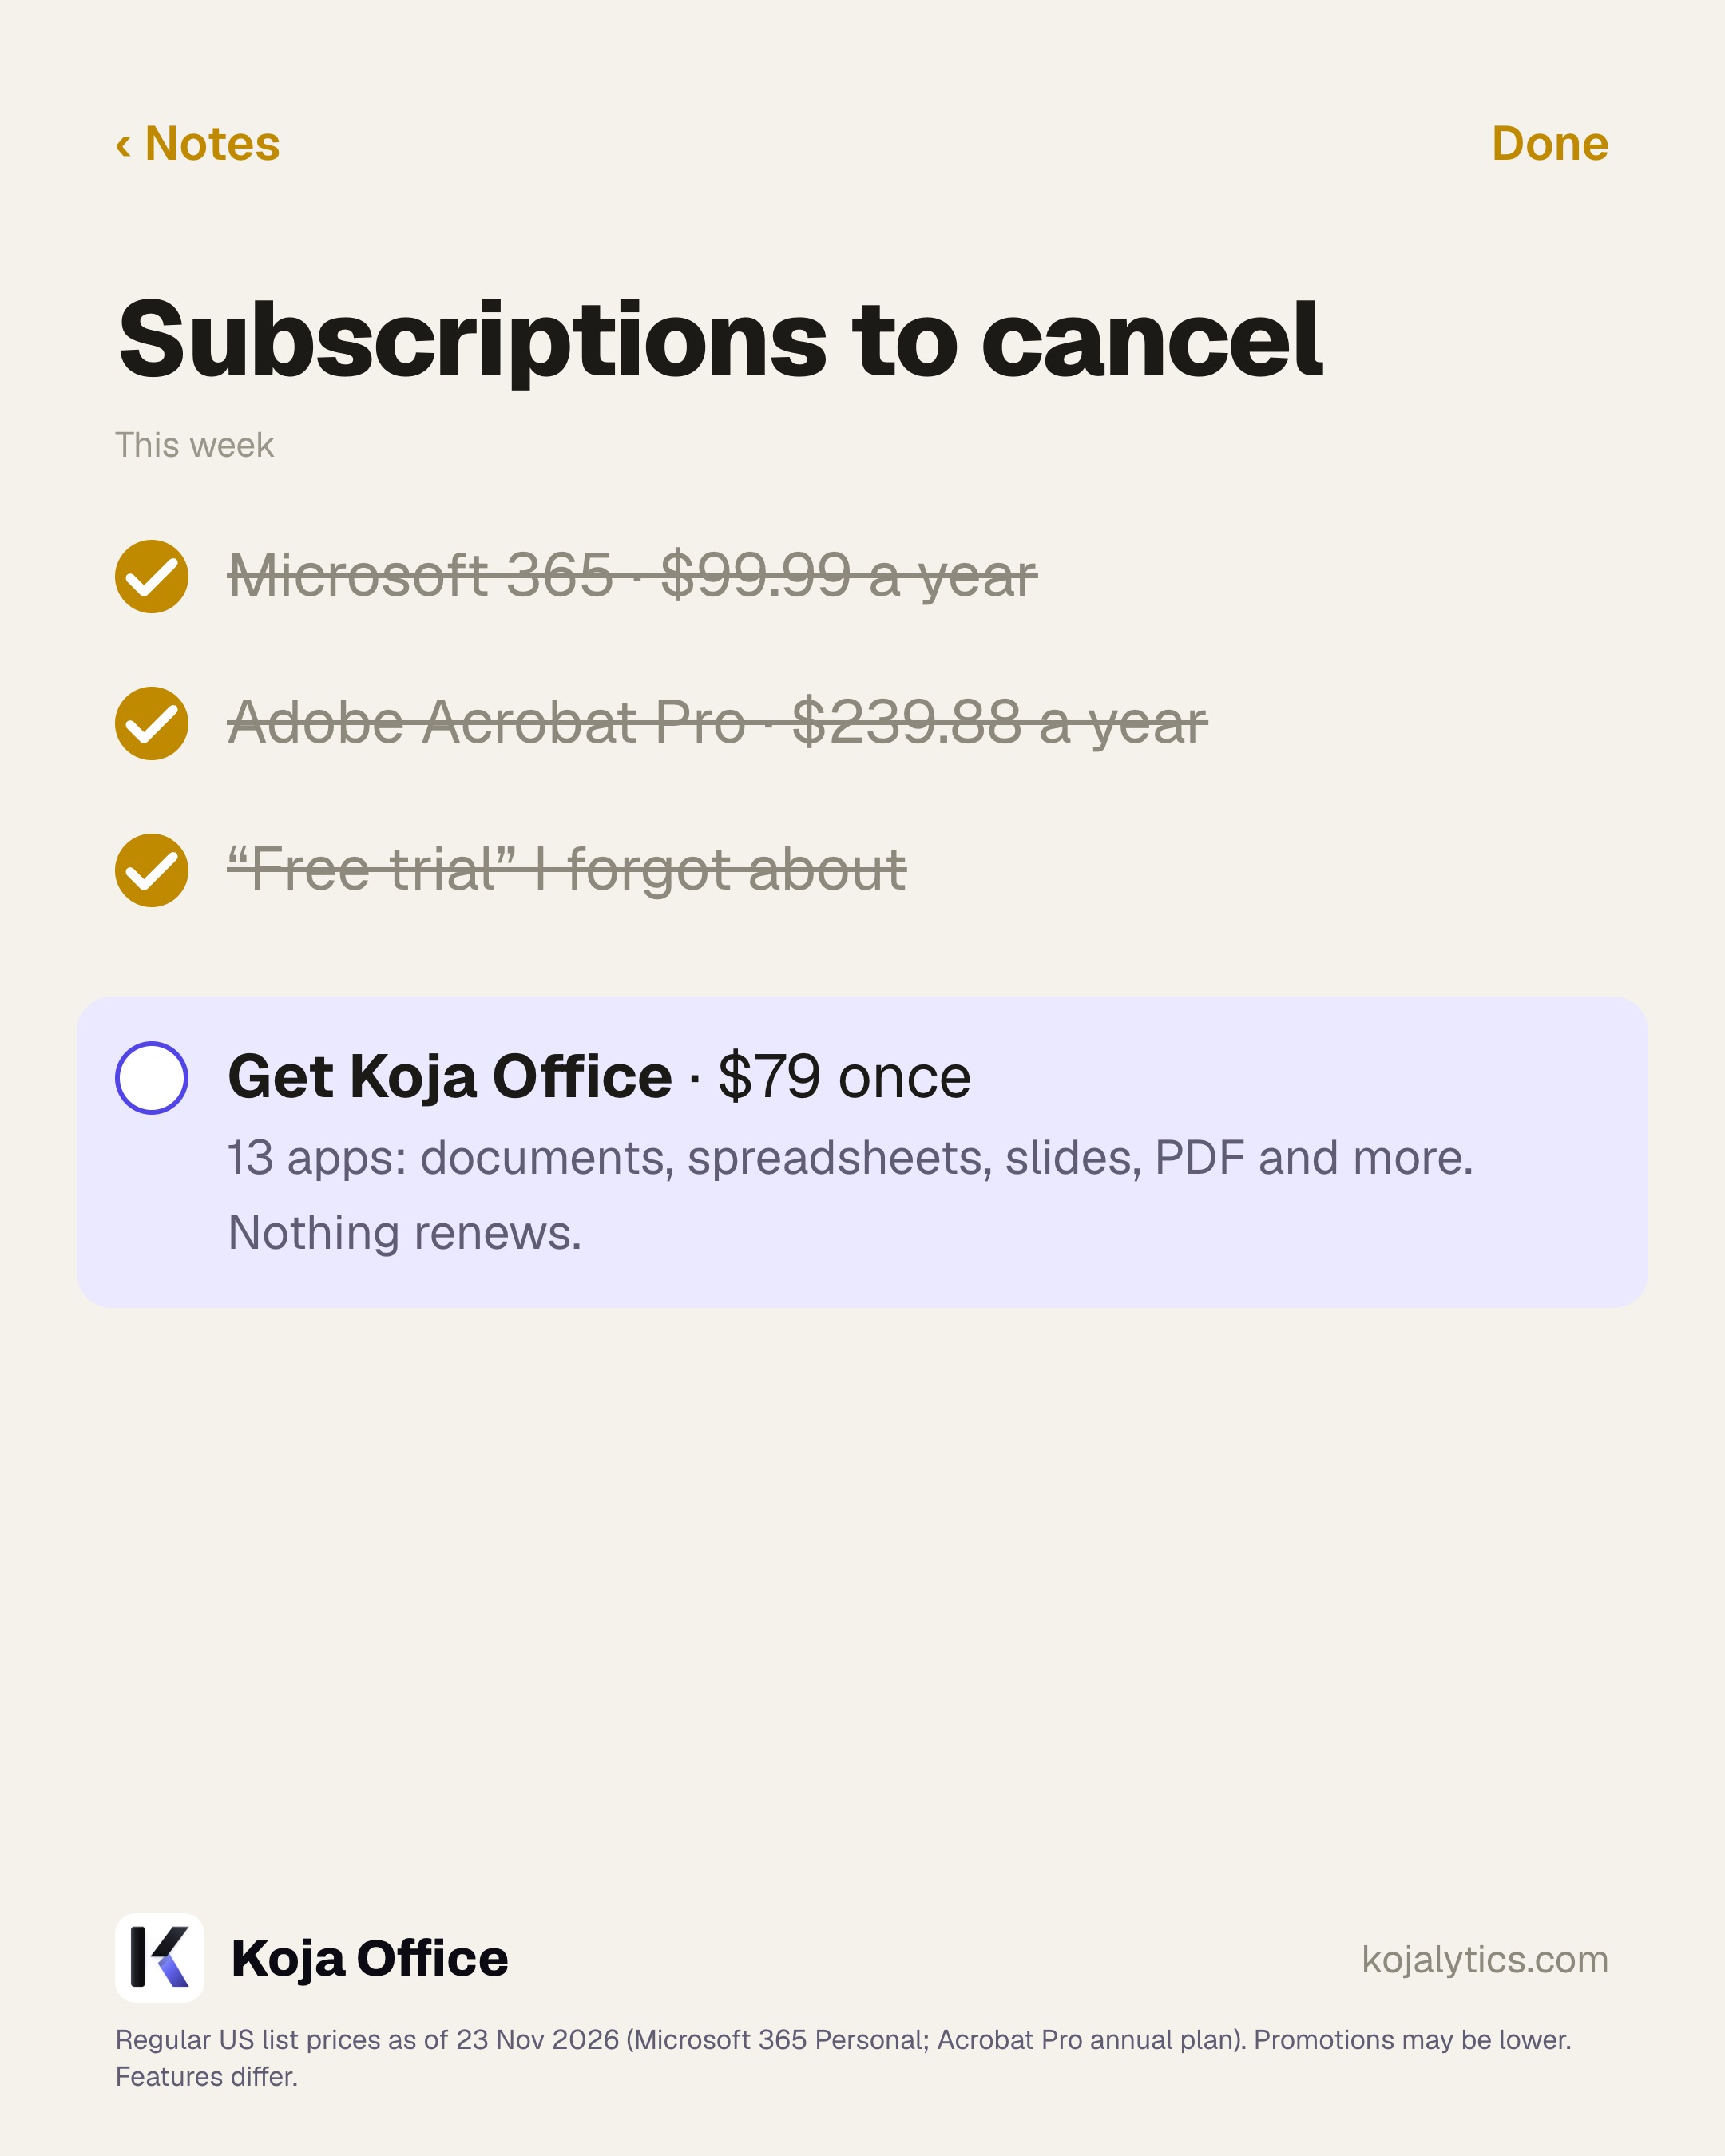 ‹ Notes
Done
Subscriptions to cancel
This week
Microsoft 365 · $99.99 a year
Adobe Acrobat Pro · $239.88 a year
“Free trial” I forgot about
Get Koja Office · $79 once
13 apps: documents, spreadsheets, slides, PDF and more.
Nothing renews.
K
Koja Office
kojalytics.com
Regular US list prices as of 23 Nov 2026 (Microsoft 365 Personal; Acrobat Pro annual plan). Promotions may be lower.
Features differ.